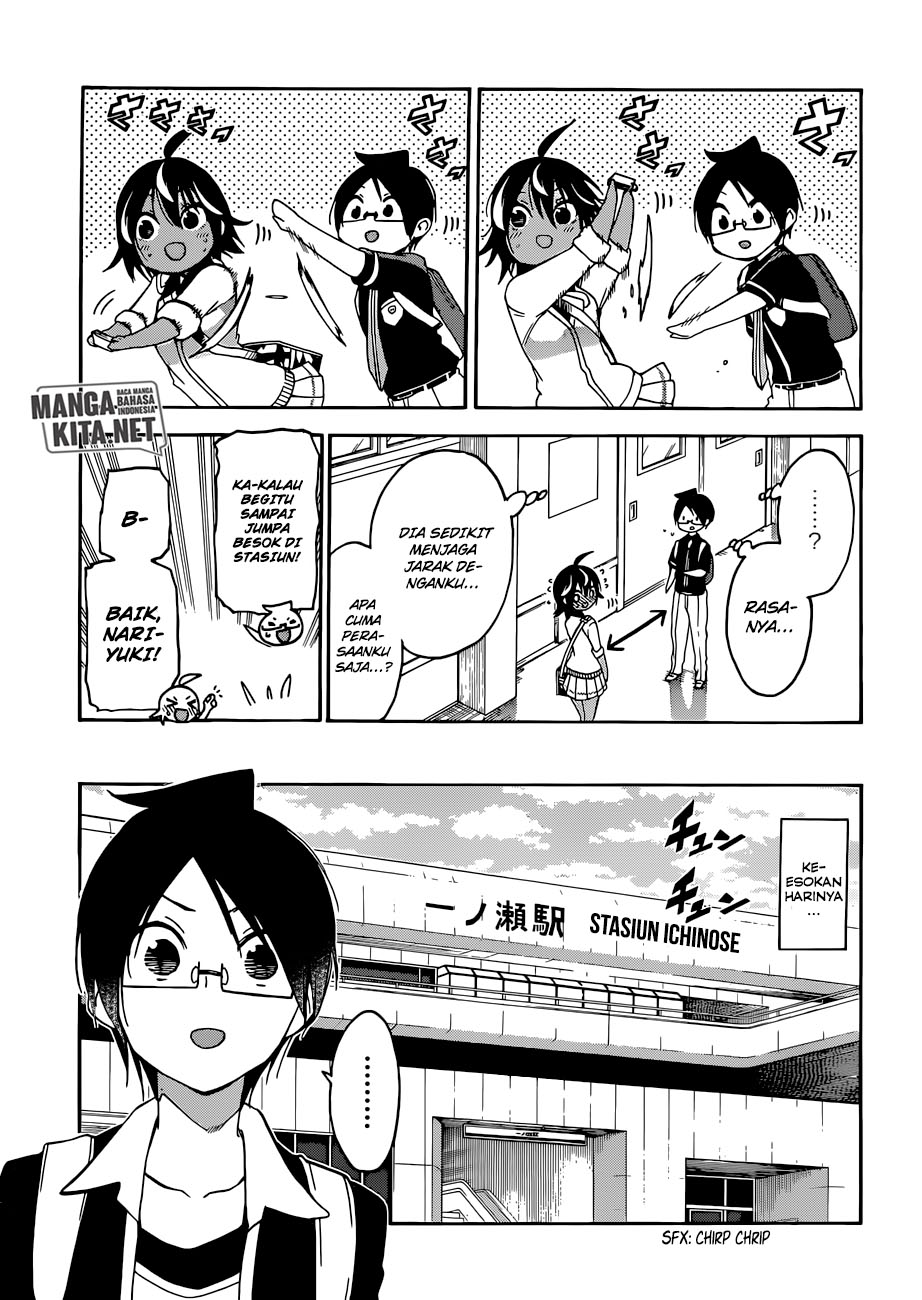 サ
サ
サッ
サ
サッ
サ
サッ
サッ
MANGA
KITA.NET
BACA MANGA
BAHASA
INDONESIA
………
?
RASA-
NYA...
DIA SEDIKIT
MENJAGA
JARAK DE-
NGANKU...
APA
CUMA
PERA-
SAANKU
SAJA...?
KA-KALAU
BEGITU
SAMPAI
JUMPA
BESOK DI
STASIUN!
B-
BAIK,
NARI-
YUKI!
KE-
ESOKAN
HARINYA
...
チュン
チュン
一ノ瀬駅
STASIUN ICHINOSE
………
SFX: CHIRP CHRIP